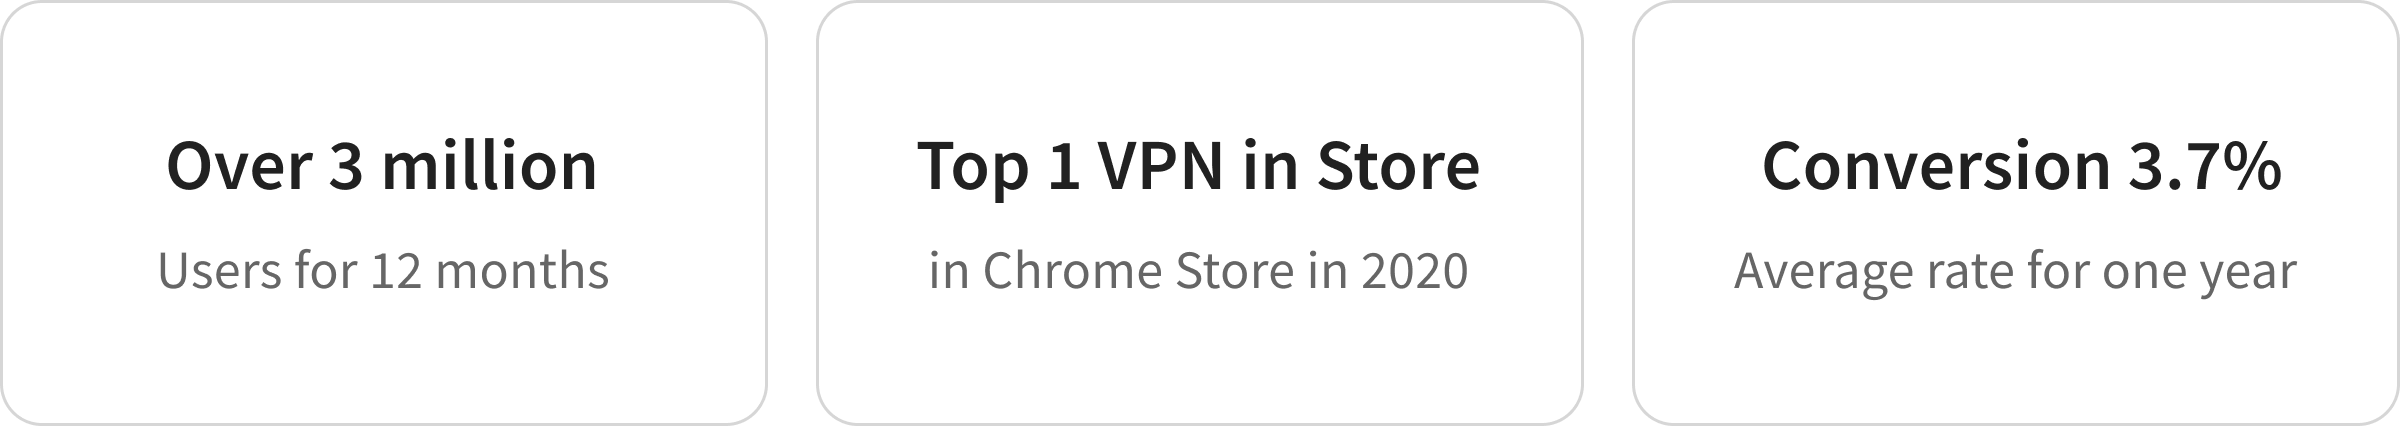 Over 3 million
Users for 12 months
Top 1 VPN in Store
in Chrome Store in 2020
Conversion 3.7%
Average rate for one year